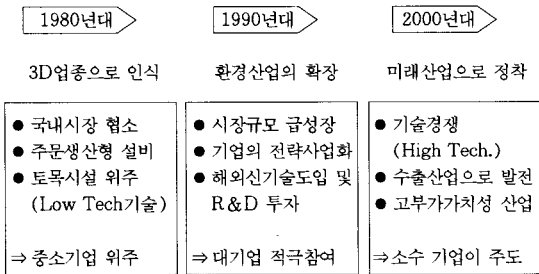 1980년대
3D업종으로 인식
● 국내시장 협소
● 주문생산형 설비
● 토목시설 위주
(Low Tech기술)
⇒ 중소기업 위주
1990년대
환경산업의 확장
● 시장규모 급성장
● 기업의 전략사업화
● 해외신기술도입 및
R&D 투자
⇒ 대기업 적극참여
2000년대
미래산업으로 정착
● 기술경쟁
(High Tech.)
● 수출산업으로 발전
● 고부가가치성 산업
⇒소수 기업이 주도